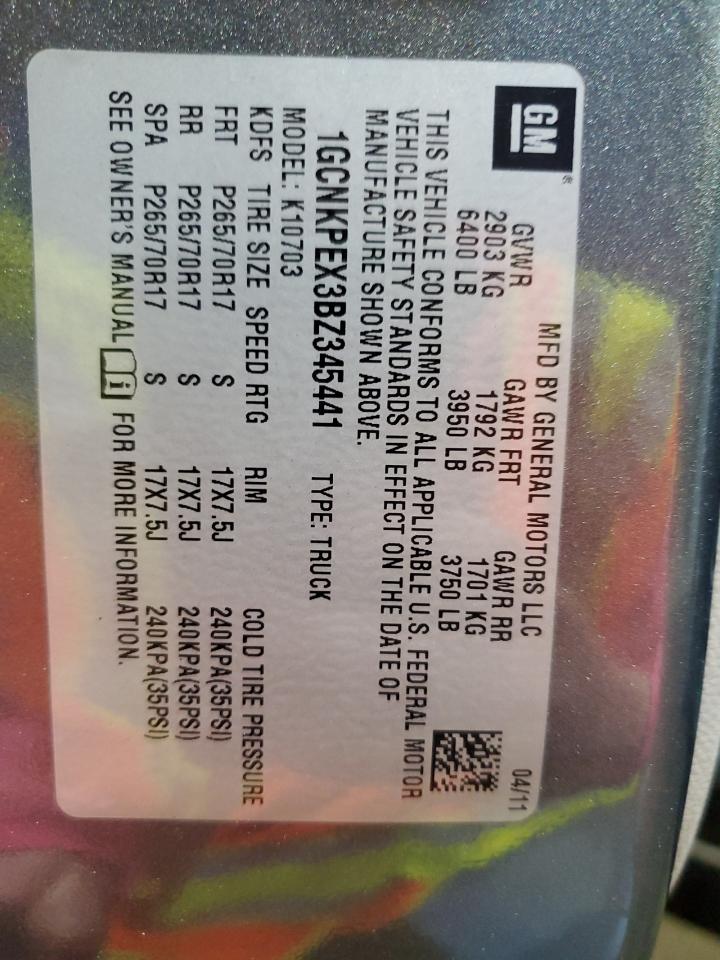 GM
MFD BY GENERAL MOTORS LLC 04/11
GVWR GAWR FRT GAWR RR
2903 KG 1792 KG 1701 KG
6400 LB 3950 LB 3750 LB
THIS VEHICLE CONFORMS TO ALL APPLICABLE U.S. FEDERAL MOTOR
VEHICLE SAFETY STANDARDS IN EFFECT ON THE DATE OF
MANUFACTURE SHOWN ABOVE.
1GCNKPEX3BZ345441 TYPE: TRUCK
MODEL: K10703
KDFS TIRE SIZE SPEED RTG RIM COLD TIRE PRESSURE
FRT P265/70R17 S 17X7.5J 240KPA(35PSI)
RR P265/70R17 S 17X7.5J 240KPA(35PSI)
SPA P265/70R17 S 17X7.5J 240KPA(35PSI)
SEE OWNER'S MANUAL i FOR MORE INFORMATION.